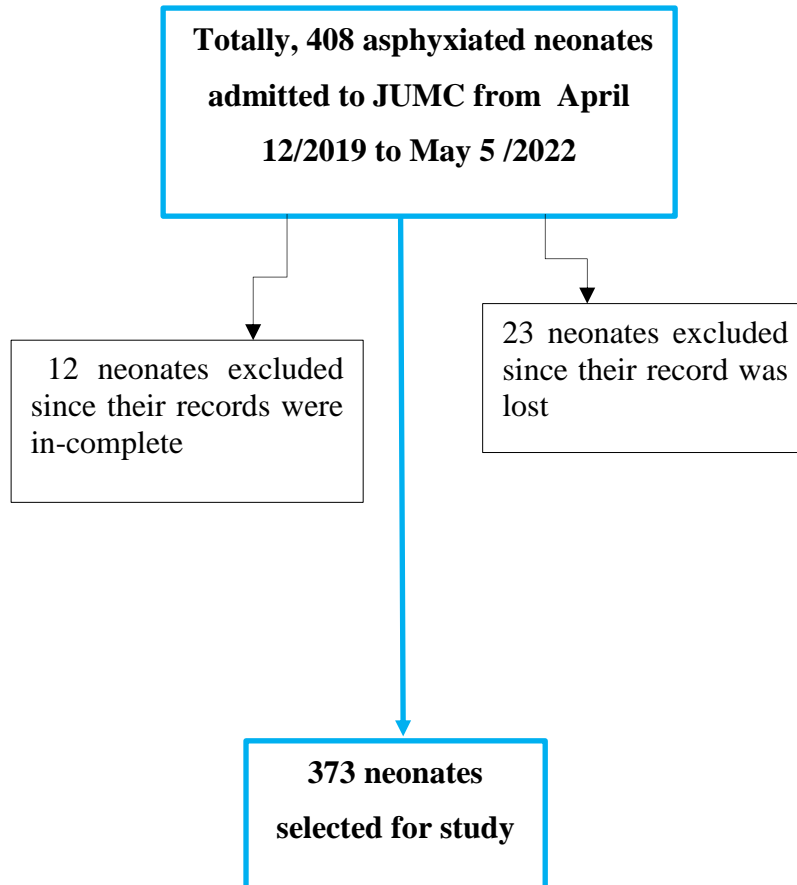 Totally, 408 asphyxiated neonates
admitted to JUMC from April
12/2019 to May 5 /2022
12 neonates excluded
since their records were
in-complete
23 neonates excluded
since their record was
lost
373 neonates
selected for study